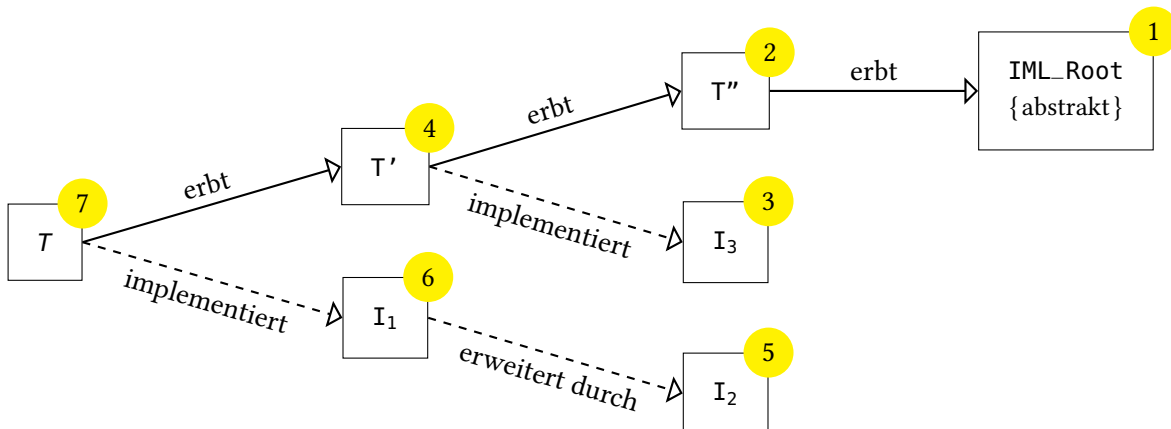 1
2
IML_Root
{abstrakt}
erbt
T”
erbt
4
3
T’
erbt
7
implementiert
I₃
T
6
implementiert
I₁
5
erweitert durch
I₂